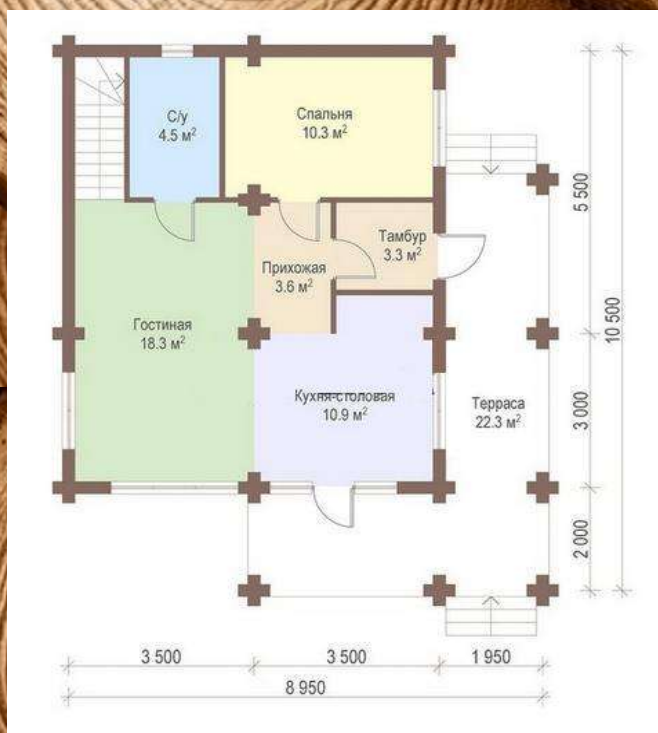 С/у
4.5 м²
Спальня
10.3 м²
Тамбур
3.3 м²
Прихожая
3.6 м²
Гостиная
18.3 м²
Кухня-столовая
10.9 м²
Терраса
22.3 м²
5 500
10 500
3 000
2 000
3 500
3 500
1 950
8 950